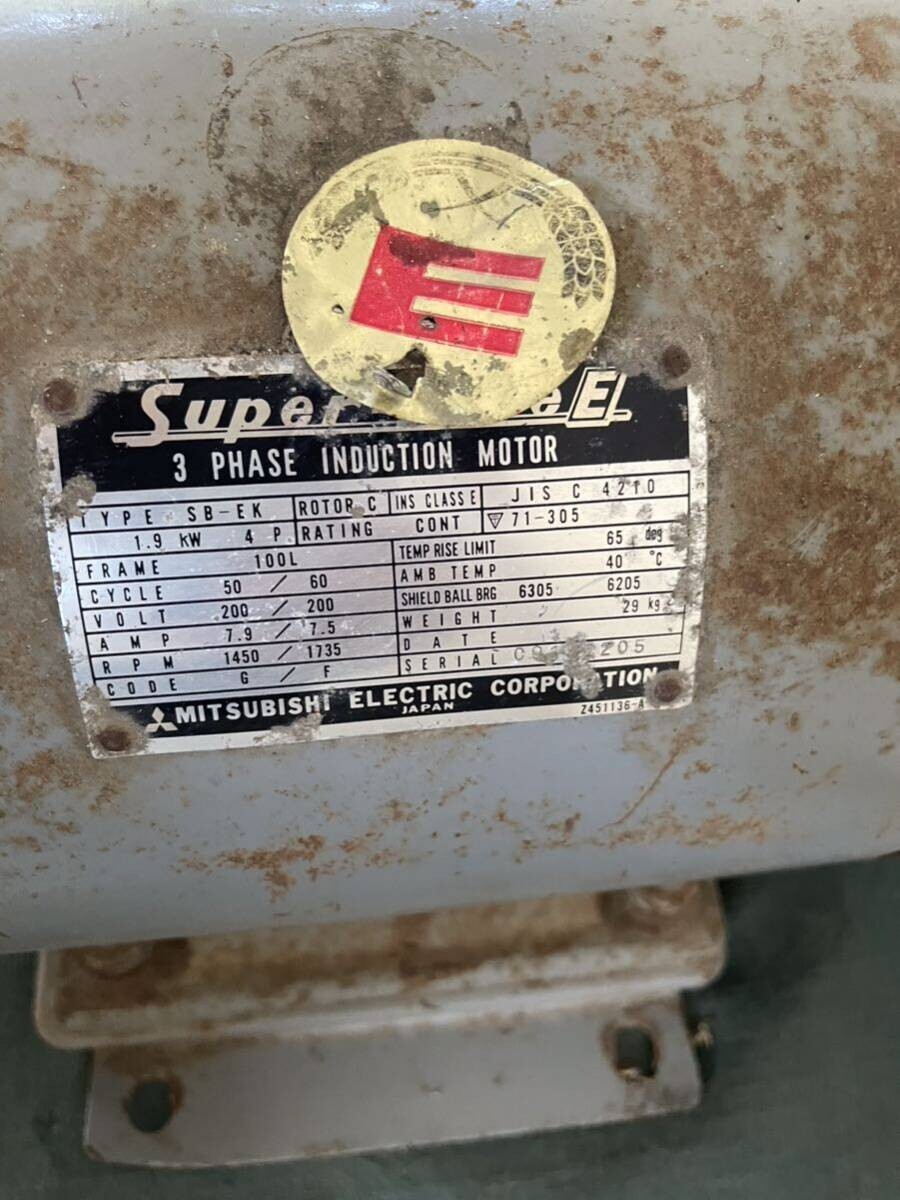 Super E
3 PHASE INDUCTION MOTOR
TYPE SB-EK ROTOR C INS CLASS E JIS C 4210
1.9 kW 4 P RATING CONT 71-305
FRAME 100L TEMP RISE LIMIT 65 deg
CYCLE 50 / 60 AMB TEMP 40 °C
VOLT 200 / 200 SHIELD BALL BRG 6305 6205
AMP 7.9 / 7.5 WEIGHT 29 kg
RPM 1450 / 1735 DATE
CODE G / F SERIAL
MITSUBISHI ELECTRIC CORPORATION
JAPAN Z451136-A